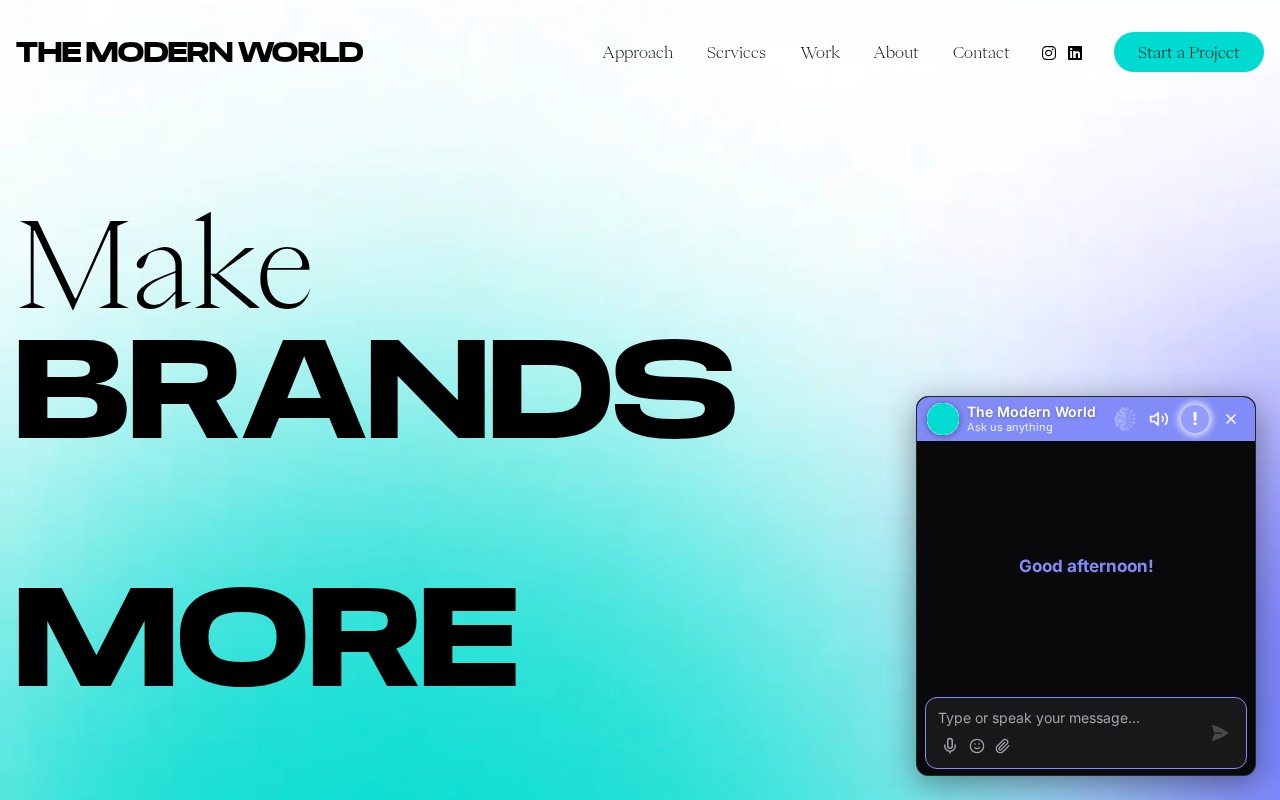 THE MODERN WORLD
Approach
Services
Work
About
Contact
Start a Project
Make
BRANDS
MORE
The Modern World
Ask us anything
!
Good afternoon!
Type or speak your message...